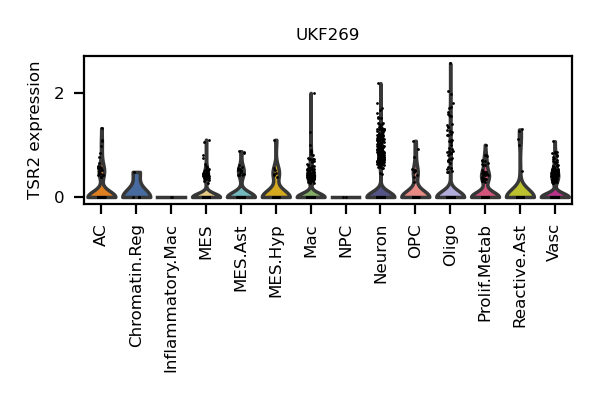 UKF269
TSR2 expression
2
0
AC
Chromatin.Reg
Inflammatory.Mac
MES
MES.Ast
MES.Hyp
Mac
NPC
Neuron
OPC
Oligo
Prolif.Metab
Reactive.Ast
Vasc